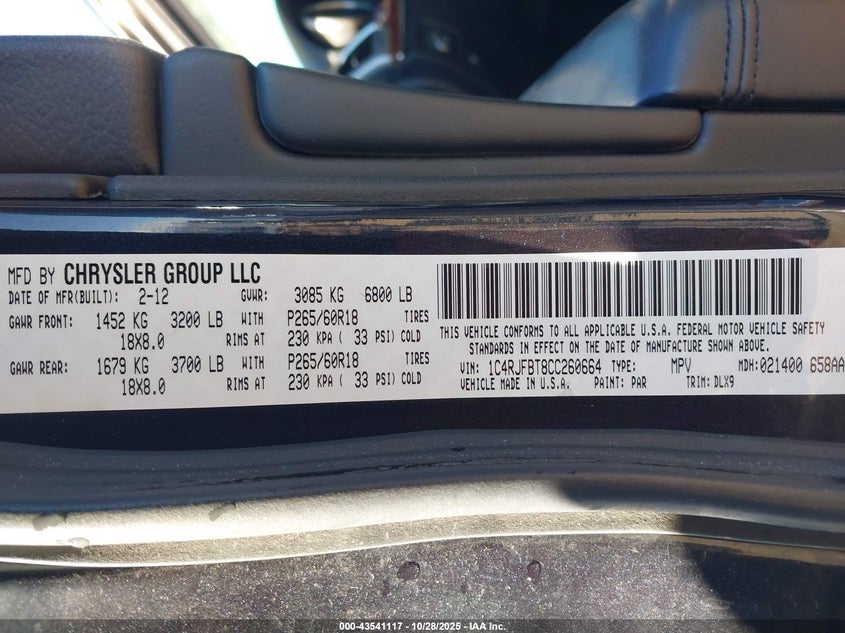 MFD BY CHRYSLER GROUP LLC
DATE OF MFR(BUILT): 2-12 GVWR: 3085 KG 6800 LB
GAWR FRONT: 1452 KG 3200 LB WITH P265/60R18 TIRES
18X8.0 RIMS AT 230 KPA ( 33 PSI) COLD
GAWR REAR: 1679 KG 3700 LB WITH P265/60R18 TIRES
18X8.0 RIMS AT 230 KPA ( 33 PSI) COLD
THIS VEHICLE CONFORMS TO ALL APPLICABLE U.S.A. FEDERAL MOTOR VEHICLE SAFETY
STANDARDS IN EFFECT ON THE DATE OF MANUFACTURE SHOWN ABOVE.
VIN: 1C4RJFBT8CC260664 TYPE: MPV MDH:021400 658AA
VEHICLE MADE IN U.S.A. PAINT: PAR TRIM: DLX9
000-43541117 - 10/28/2025 - IAA Inc.